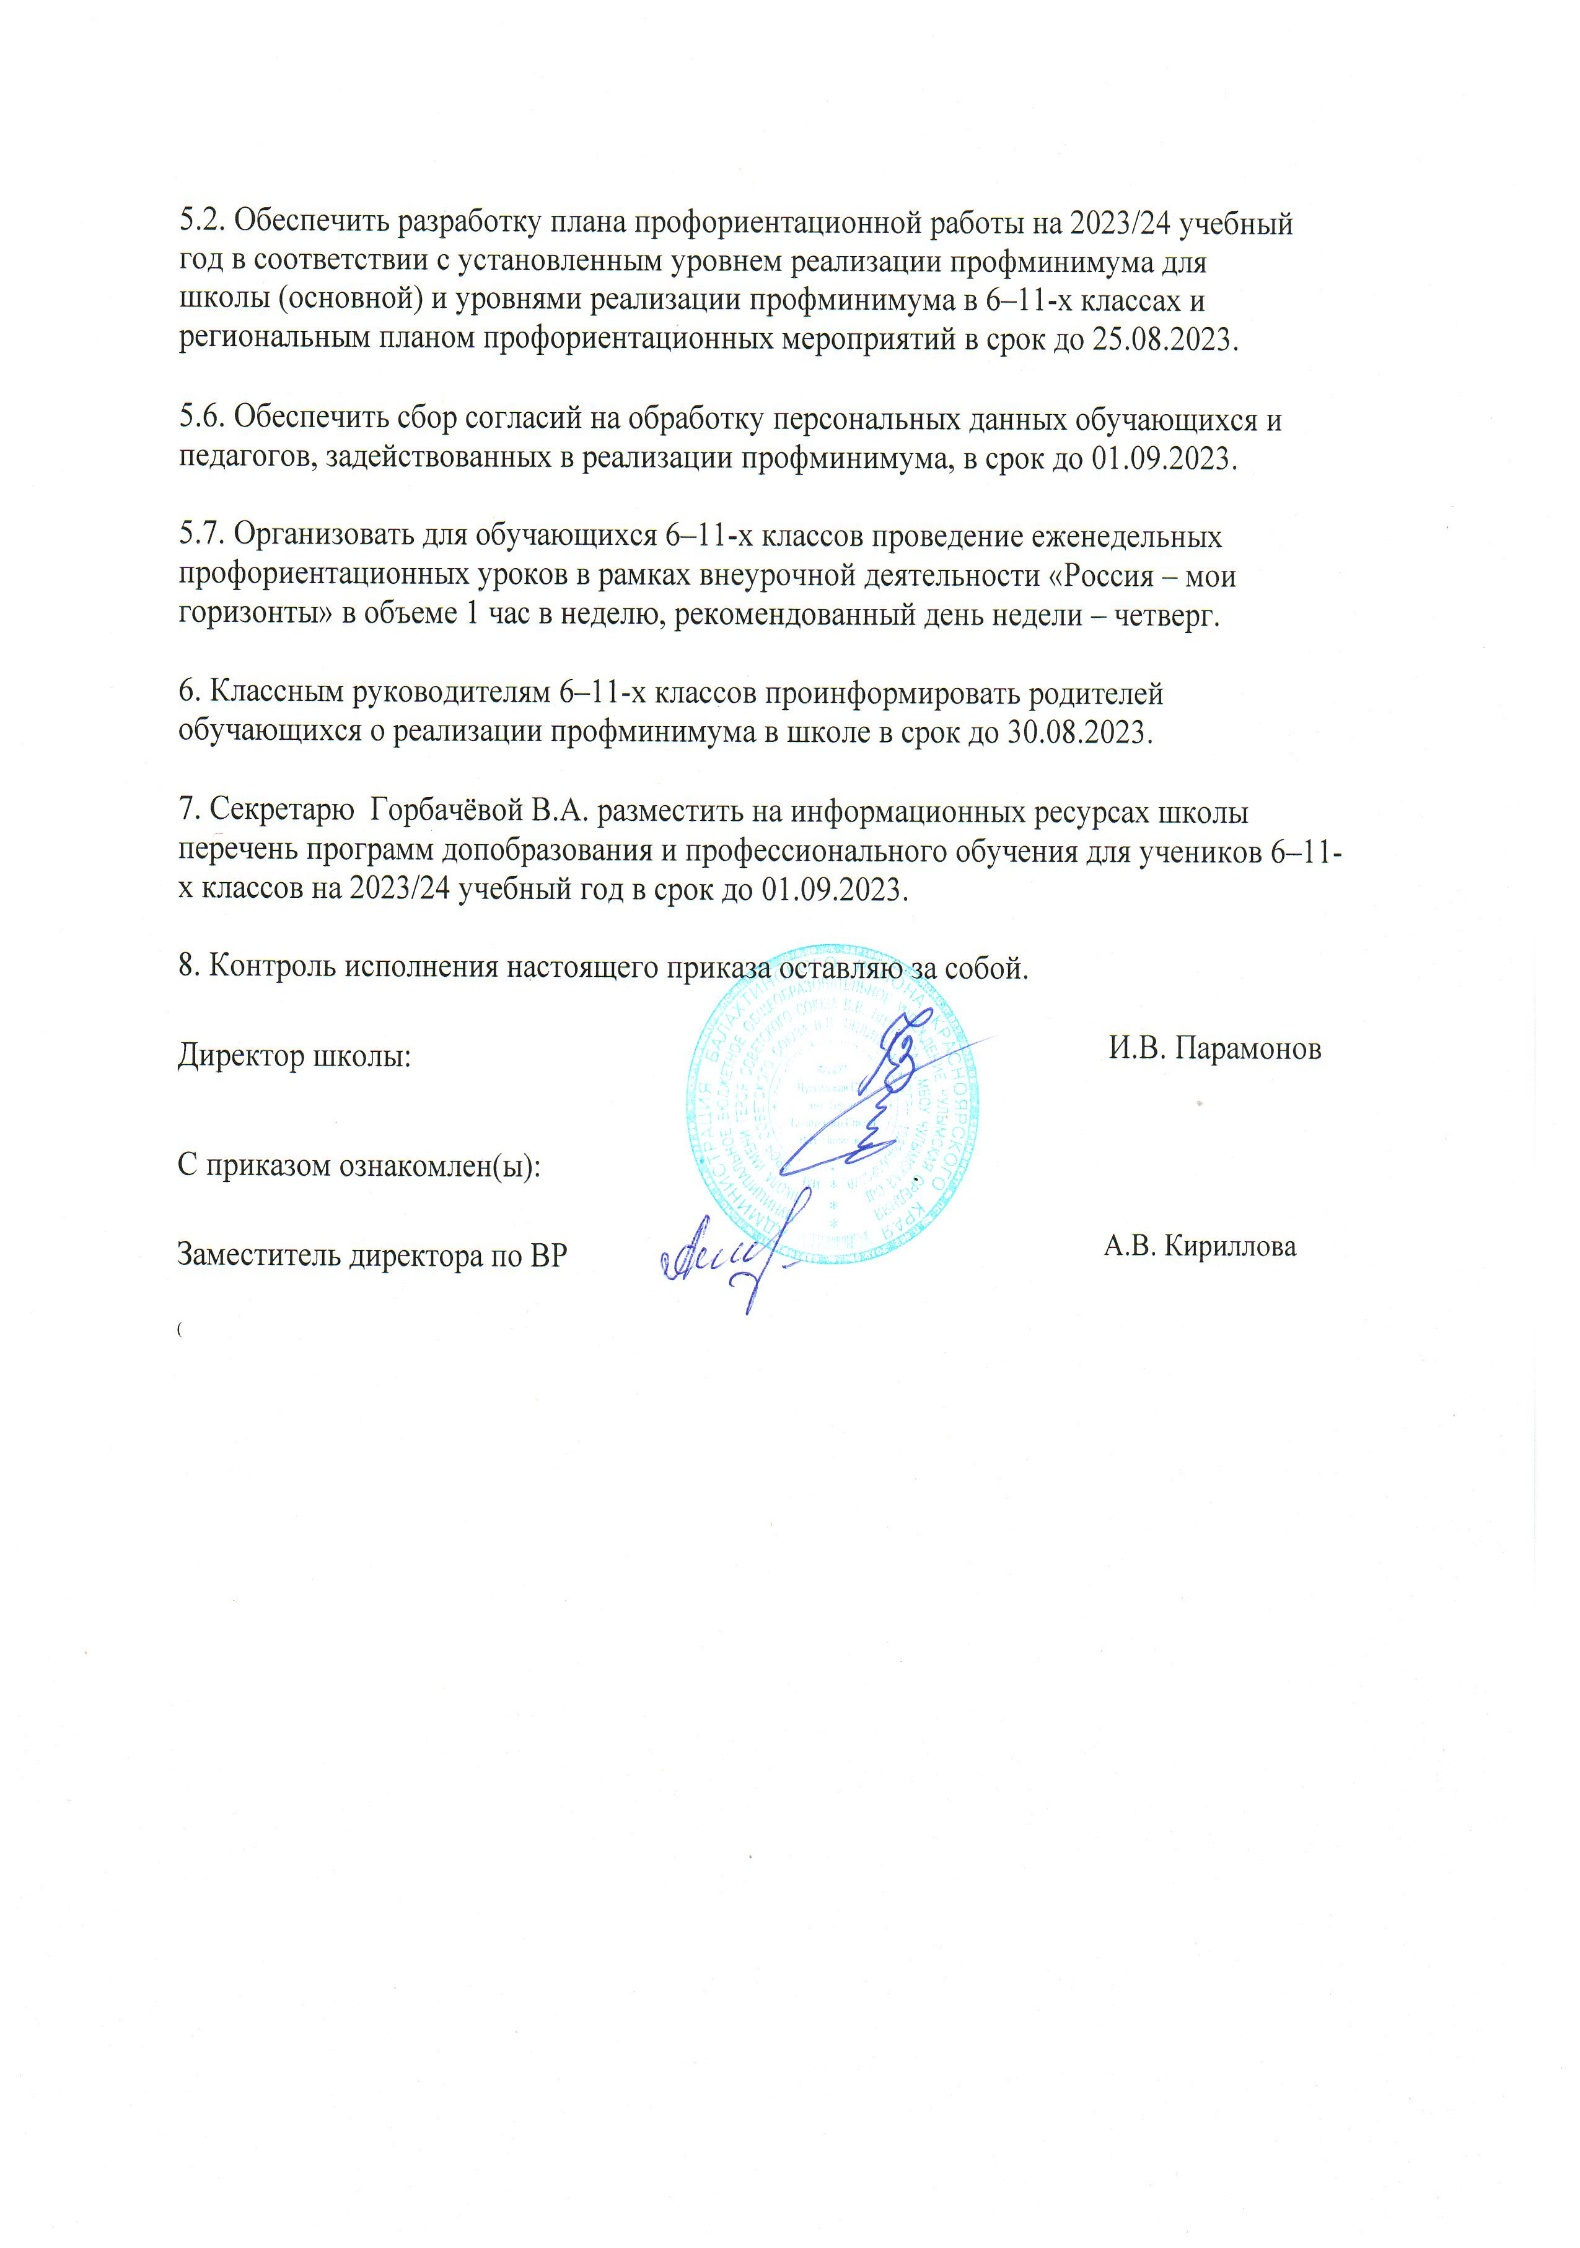 5.2. Обеспечить разработку плана профориентационной работы на 2023/24 учебный
год в соответствии с установленным уровнем реализации профминимума для
школы (основной) и уровнями реализации профминимума в 6–11-х классах и
региональным планом профориентационных мероприятий в срок до 25.08.2023.
5.6. Обеспечить сбор согласий на обработку персональных данных обучающихся и
педагогов, задействованных в реализации профминимума, в срок до 01.09.2023.
5.7. Организовать для обучающихся 6–11-х классов проведение еженедельных
профориентационных уроков в рамках внеурочной деятельности «Россия – мои
горизонты» в объеме 1 час в неделю, рекомендованный день недели – четверг.
6. Классным руководителям 6–11-х классов проинформировать родителей
обучающихся о реализации профминимума в школе в срок до 30.08.2023.
7. Секретарю Горбачёвой В.А. разместить на информационных ресурсах школы
перечень программ допобразования и профессионального обучения для учеников 6–11-
х классов на 2023/24 учебный год в срок до 01.09.2023.
8. Контроль исполнения настоящего приказа оставляю за собой.
Директор школы: И.В. Парамонов
АДМИНИСТРАЦИЯ БАЛАХТИНСКОГО РАЙОНА КРАСНОЯРСКОГО КРАЯ
С приказом ознакомлен(ы):
Заместитель директора по ВР А.В. Кириллова
(